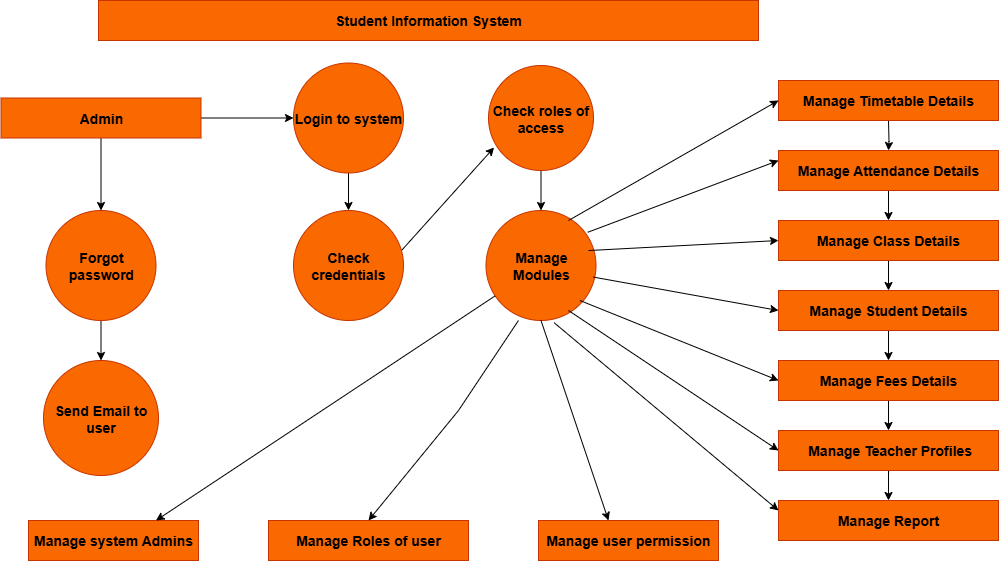 Student Information System
Admin
Login to system
Check roles of
access
Manage Timetable Details
Manage Attendance Details
Forgot
password
Check
credentials
Manage
Modules
Manage Class Details
Manage Student Details
Manage Fees Details
Send Email to
user
Manage Teacher Profiles
Manage Report
Manage system Admins
Manage Roles of user
Manage user permission